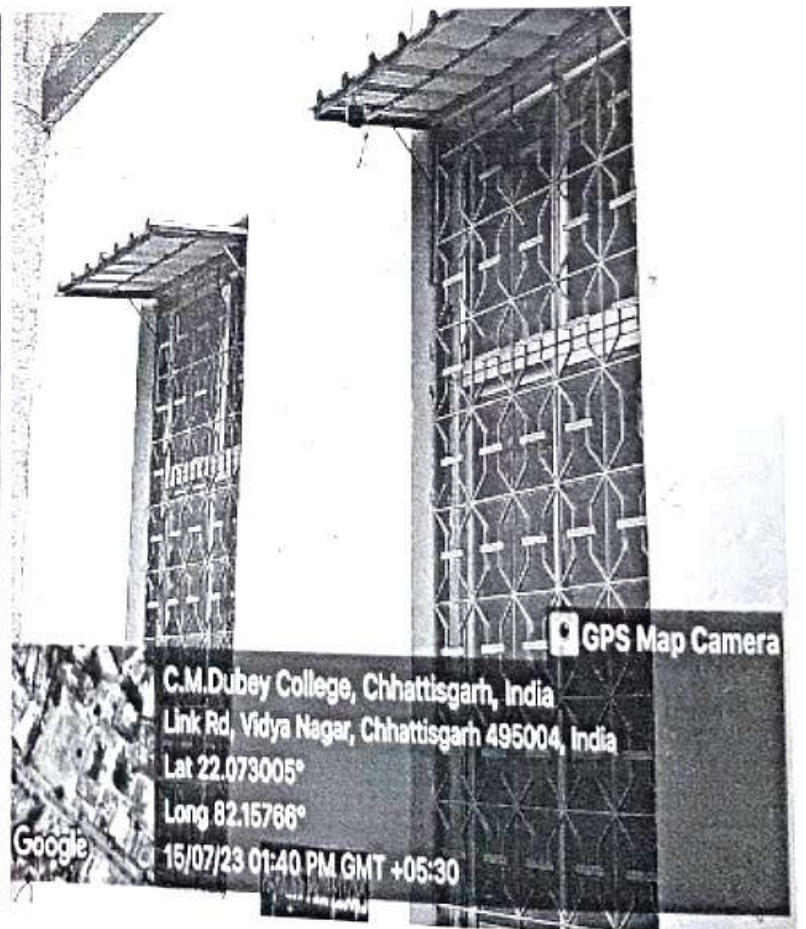 GPS Map Camera
C.M.Dubey College, Chhattisgarh, India
Link Rd, Vidya Nagar, Chhattisgarh 495004, India
Lat 22.073005°
Long 82.15766°
15/07/23 01:40 PM GMT +05:30
Google